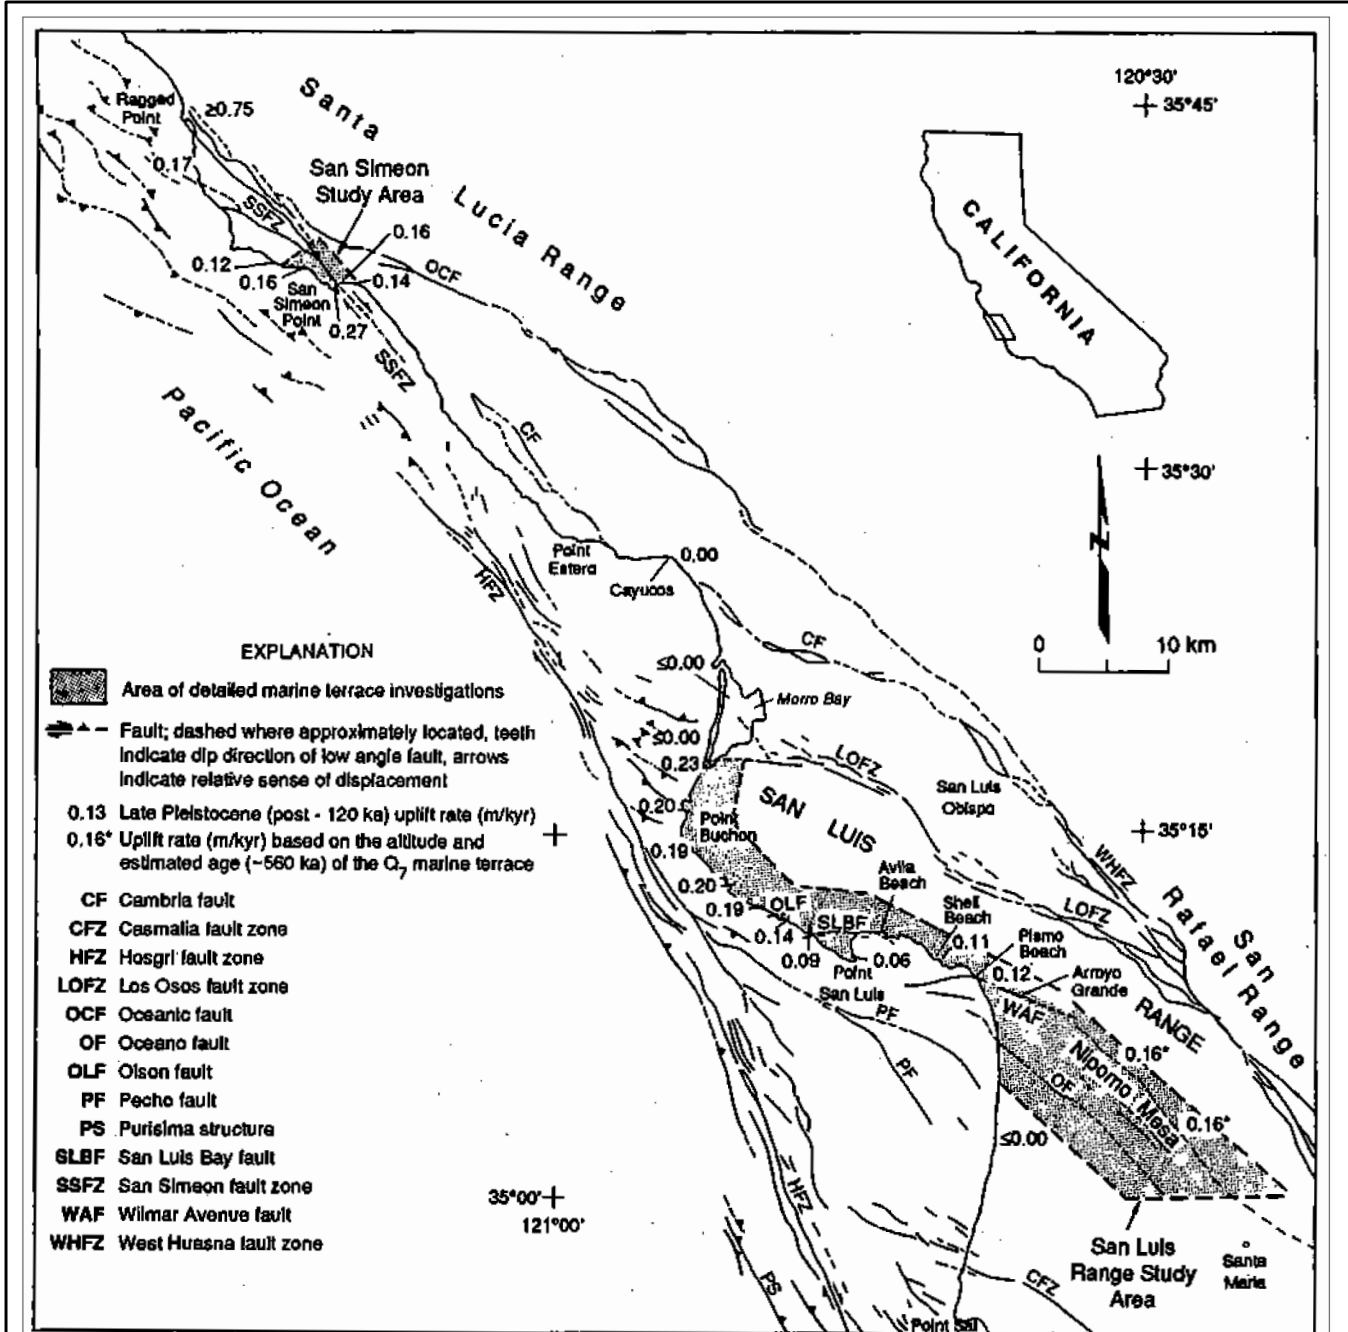 120°30'
35°45'
Santa
Lucia Range
Ragged
Point
≥0.75
0.17
San Simeon
Study Area
SSFZ
0.16
OCF
0.12
0.16
0.14
San
Simeon
Point
0.27
SSFZ
CALIFORNIA
Pacific Ocean
CF
35°30'
N
HFZ
Point
Estero
0.00
Cayucos
0 10 km
CF
≤0.00
Morro Bay
≤0.00
0.23
LOFZ
San Luis
Obispo
SAN LUIS
0.20
Point
Buchon
35°15'
0.19
WHFZ
Avila
Beach
0.20
OLF
SLBF
Shell
Beach
LOFZ
0.19
San
Rafael Range
0.14
0.11
Pismo
Beach
0.09
0.06
Point
San Luis
0.12
Arroyo
Grande
PF
WAF
RANGE
PF
OF
Nipomo Mesa
0.16*
0.16*
≤0.00
HFZ
35°00'
121°00'
San Luis
Range Study
Area
Santa
Maria
PS
CFZ
Point Sal
EXPLANATION
Area of detailed marine terrace investigations
Fault; dashed where approximately located, teeth
indicate dip direction of low angle fault, arrows
indicate relative sense of displacement
0.13 Late Pleistocene (post - 120 ka) uplift rate (m/kyr)
0.16* Uplift rate (m/kyr) based on the altitude and
estimated age (~560 ka) of the Q7 marine terrace
CF Cambria fault
CFZ Casmalia fault zone
HFZ Hosgri fault zone
LOFZ Los Osos fault zone
OCF Oceanic fault
OF Oceano fault
OLF Olson fault
PF Pecho fault
PS Purisima structure
SLBF San Luis Bay fault
SSFZ San Simeon fault zone
WAF Wilmar Avenue fault
WHFZ West Huasna fault zone